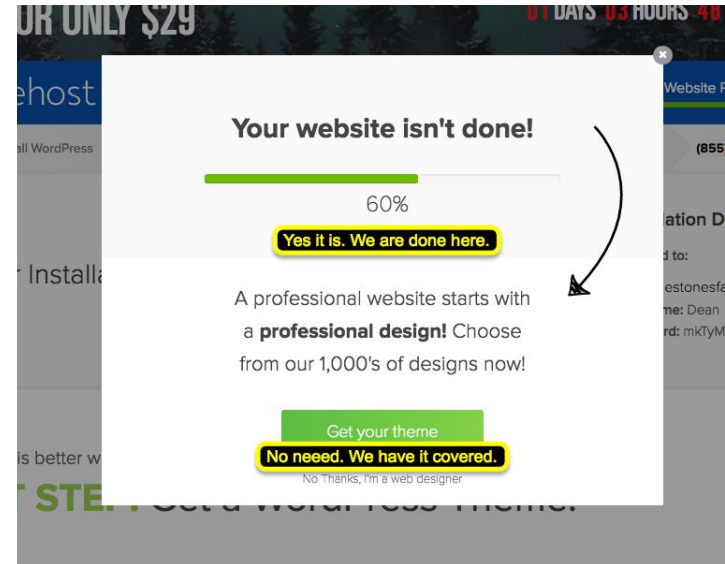 OR ONLY $29
01 DAYS 03 HOURS 48
ehost
Website
all WordPress
(855
Your website isn't done!
60%
Yes it is. We are done here.
ation D
d to:
r Installa
estonesfa
A professional website starts with
me: Dean
a professional design! Choose
rd: mkTyM
from our 1,000's of designs now!
Get your theme
No neeed. We have it covered.
is better w
No Thanks, I'm a web designer
T STEP: Get a WordPress Theme!